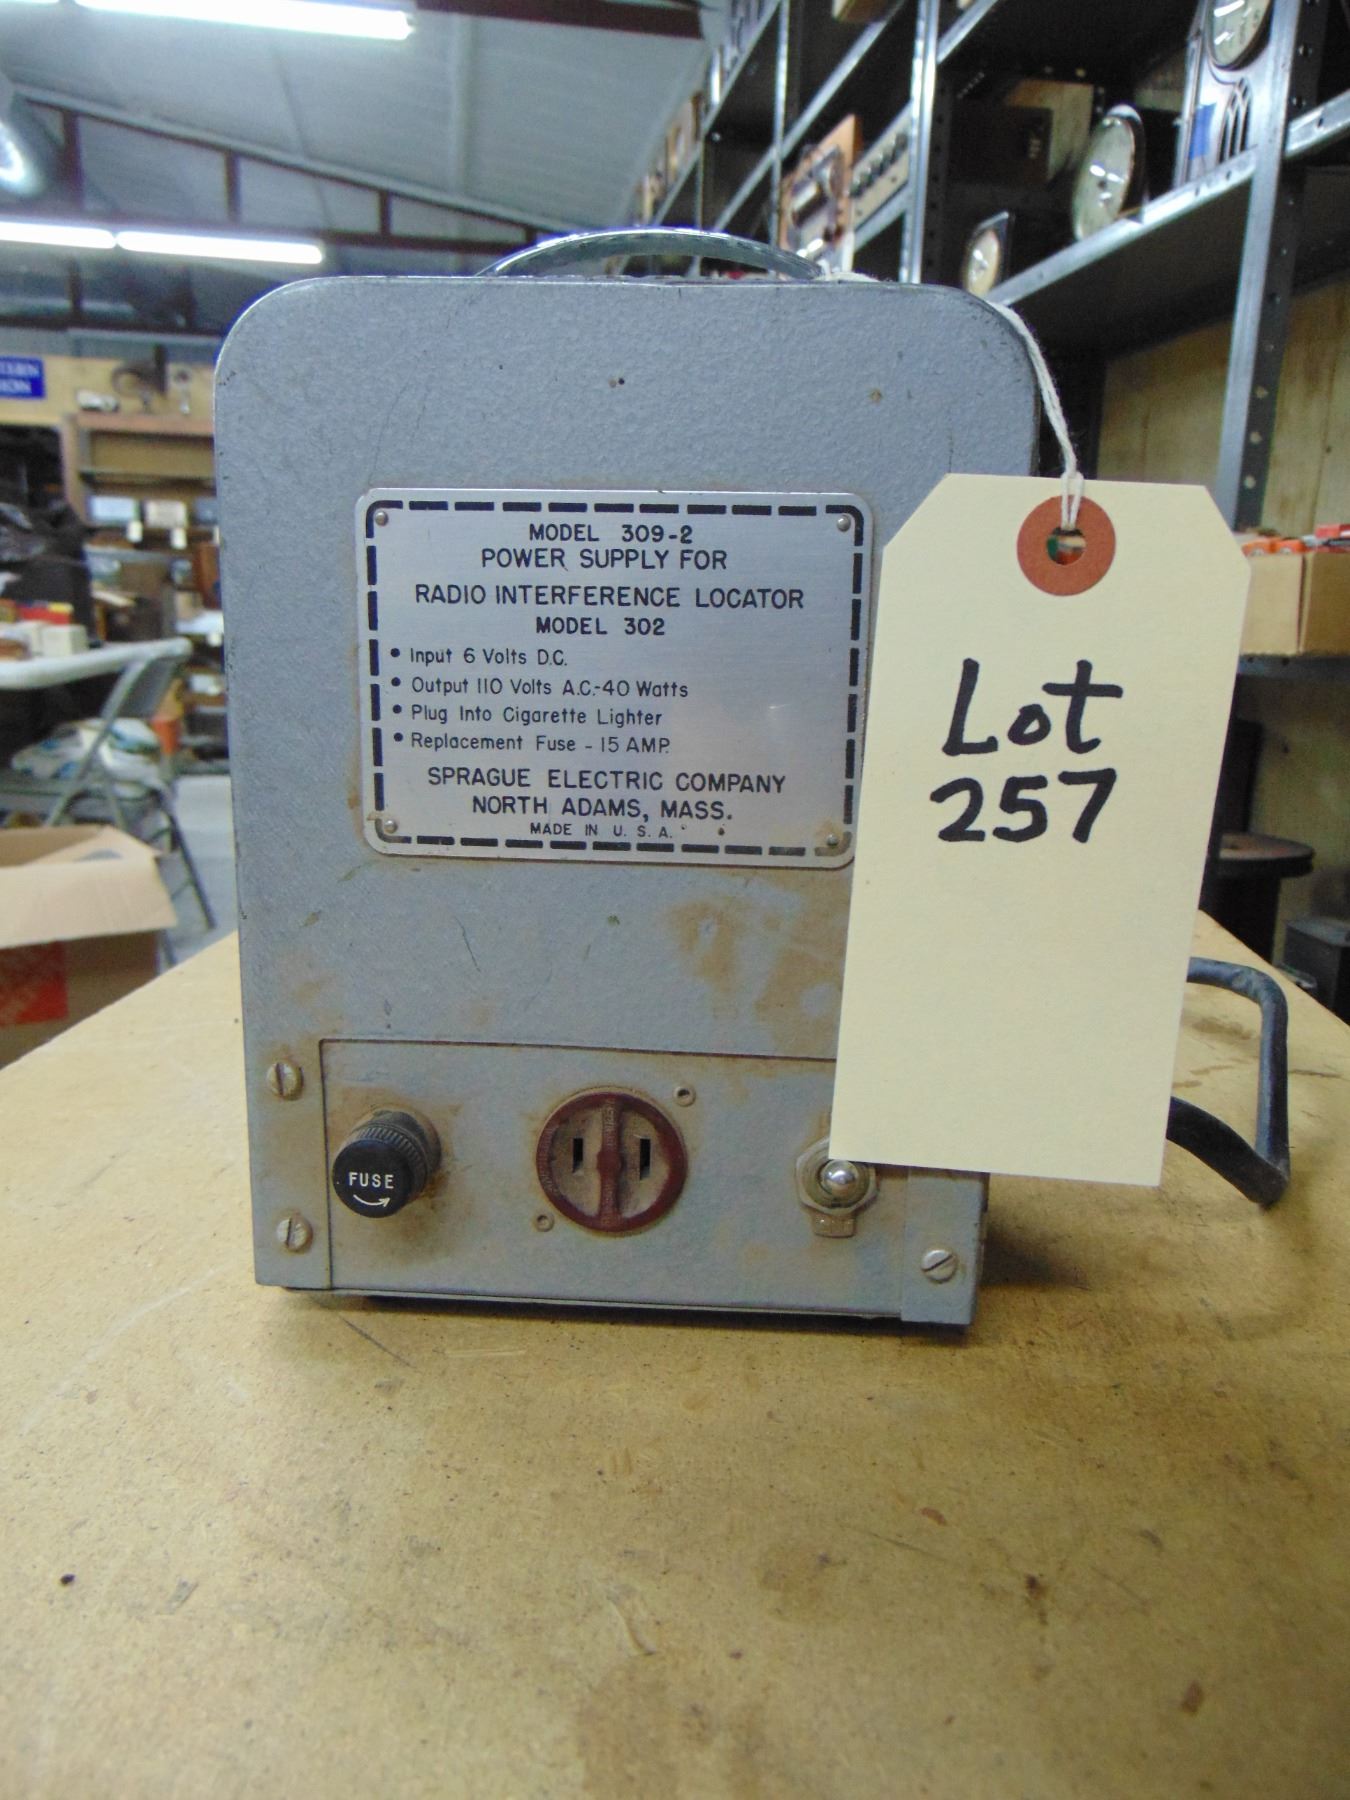 MODEL 309-2
POWER SUPPLY FOR
RADIO INTERFERENCE LOCATOR
MODEL 302
• Input 6 Volts D.C.
• Output 110 Volts A.C.-40 Watts
• Plug Into Cigarette Lighter
• Replacement Fuse - 15 AMP.
SPRAGUE ELECTRIC COMPANY
NORTH ADAMS, MASS.
MADE IN U. S. A.
Lot
257
FUSE